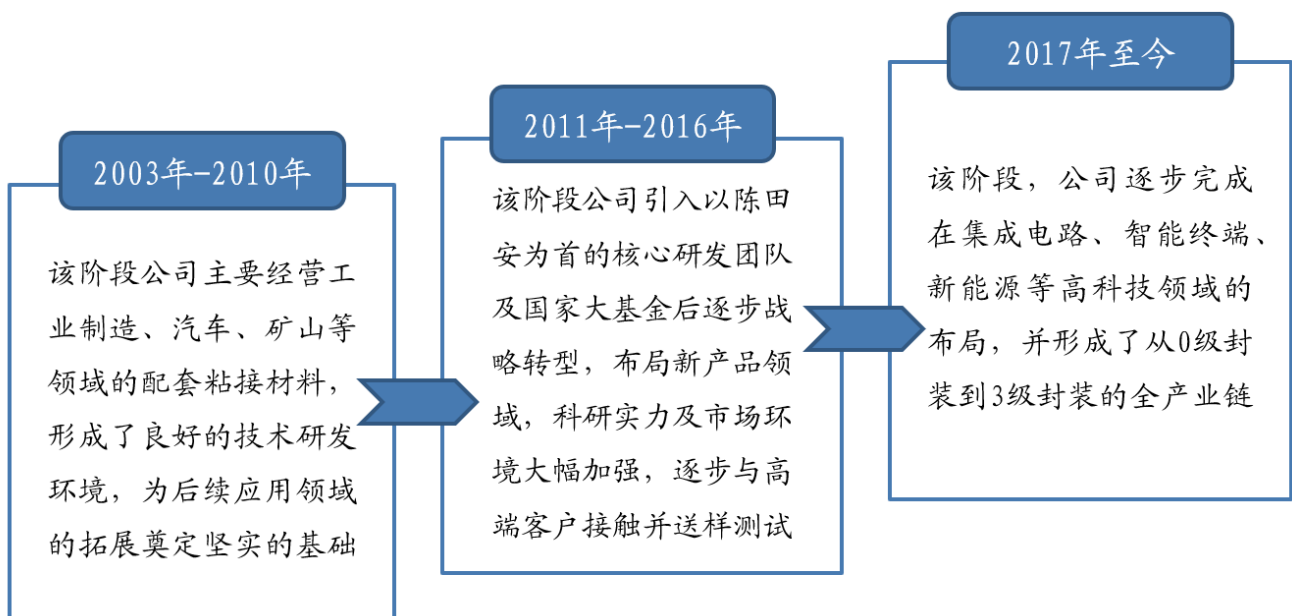 2003年-2010年
该阶段公司主要经营工
业制造、汽车、矿山等
领域的配套粘接材料，
形成了良好的技术研发
环境，为后续应用领域
的拓展奠定坚实的基础
2011年-2016年
该阶段公司引入以陈田
安为首的核心研发团队
及国家大基金后逐步战
略转型，布局新产品领
域，科研实力及市场环
境大幅加强，逐步与高
端客户接触并送样测试
2017年至今
该阶段，公司逐步完成
在集成电路、智能终端、
新能源等高科技领域的
布局，并形成了从0级封
装到3级封装的全产业链